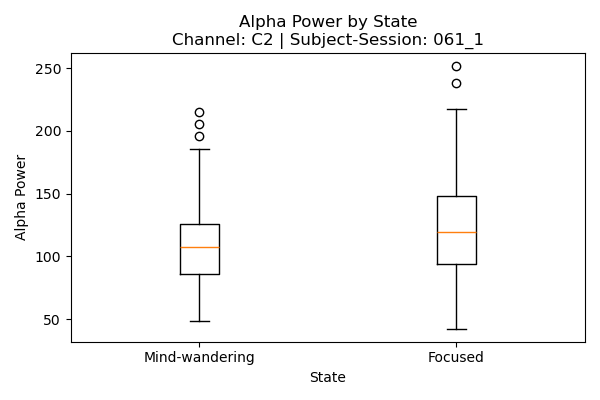 Alpha Power by State
Channel: C2 | Subject-Session: 061_1
Alpha Power
250
200
150
100
50
Mind-wandering
Focused
State